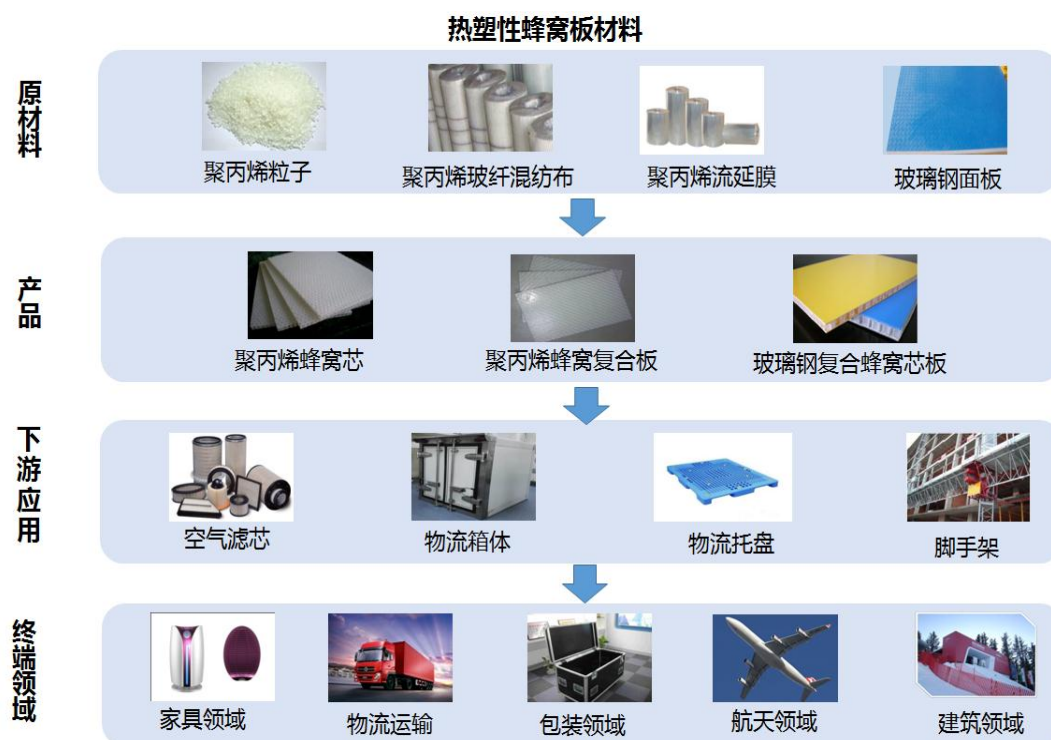 热塑性蜂窝板材料
原材料
聚丙烯粒子
聚丙烯玻纤混纺布
聚丙烯流延膜
玻璃钢面板
产品
聚丙烯蜂窝芯
聚丙烯蜂窝复合板
玻璃钢复合蜂窝芯板
下游应用
空气滤芯
物流箱体
物流托盘
脚手架
终端领域
家具领域
物流运输
包装领域
航天领域
建筑领域